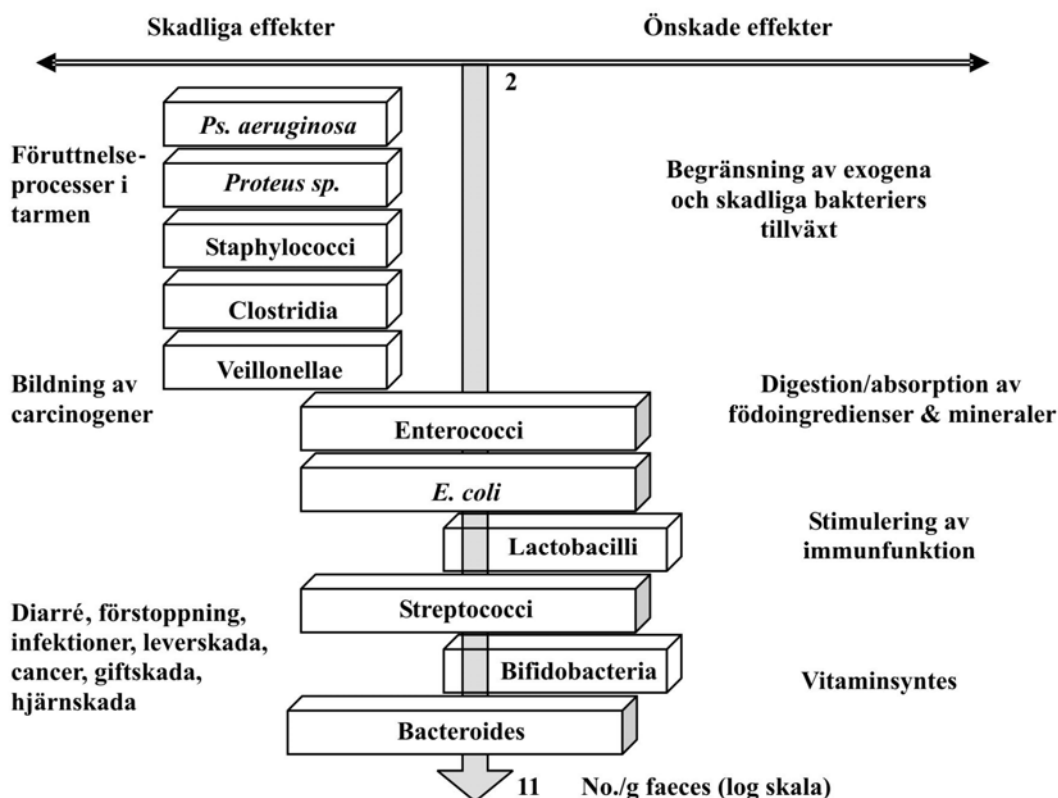 Skadliga effekter
Önskade effekter
2
Ps. aeruginosa
Föruttnelse-
processer i
tarmen
Proteus sp.
Begränsning av exogena
och skadliga bakteriers
tillväxt
Staphylococci
Clostridia
Veillonellae
Bildning av
carcinogener
Digestion/absorption av
födoingredienser & mineraler
Enterococci
E. coli
Stimulering av
immunfunktion
Lactobacilli
Streptococci
Diarré, förstoppning,
infektioner, leverskada,
cancer, giftskada,
hjärnskada
Bifidobacteria
Vitaminsyntes
Bacteroides
11
No./g faeces (log skala)